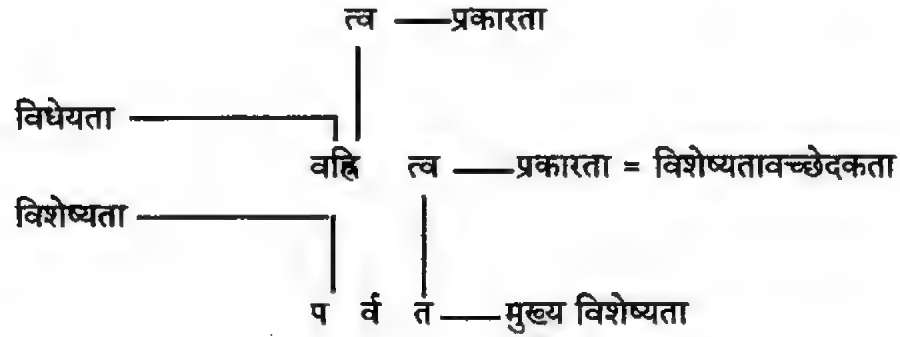 त्व प्रकारता
विधेयता
वह्नि त्व प्रकारता = विशेष्यतावच्छेदकता
विशेष्यता
प र्व त मुख्य विशेष्यता